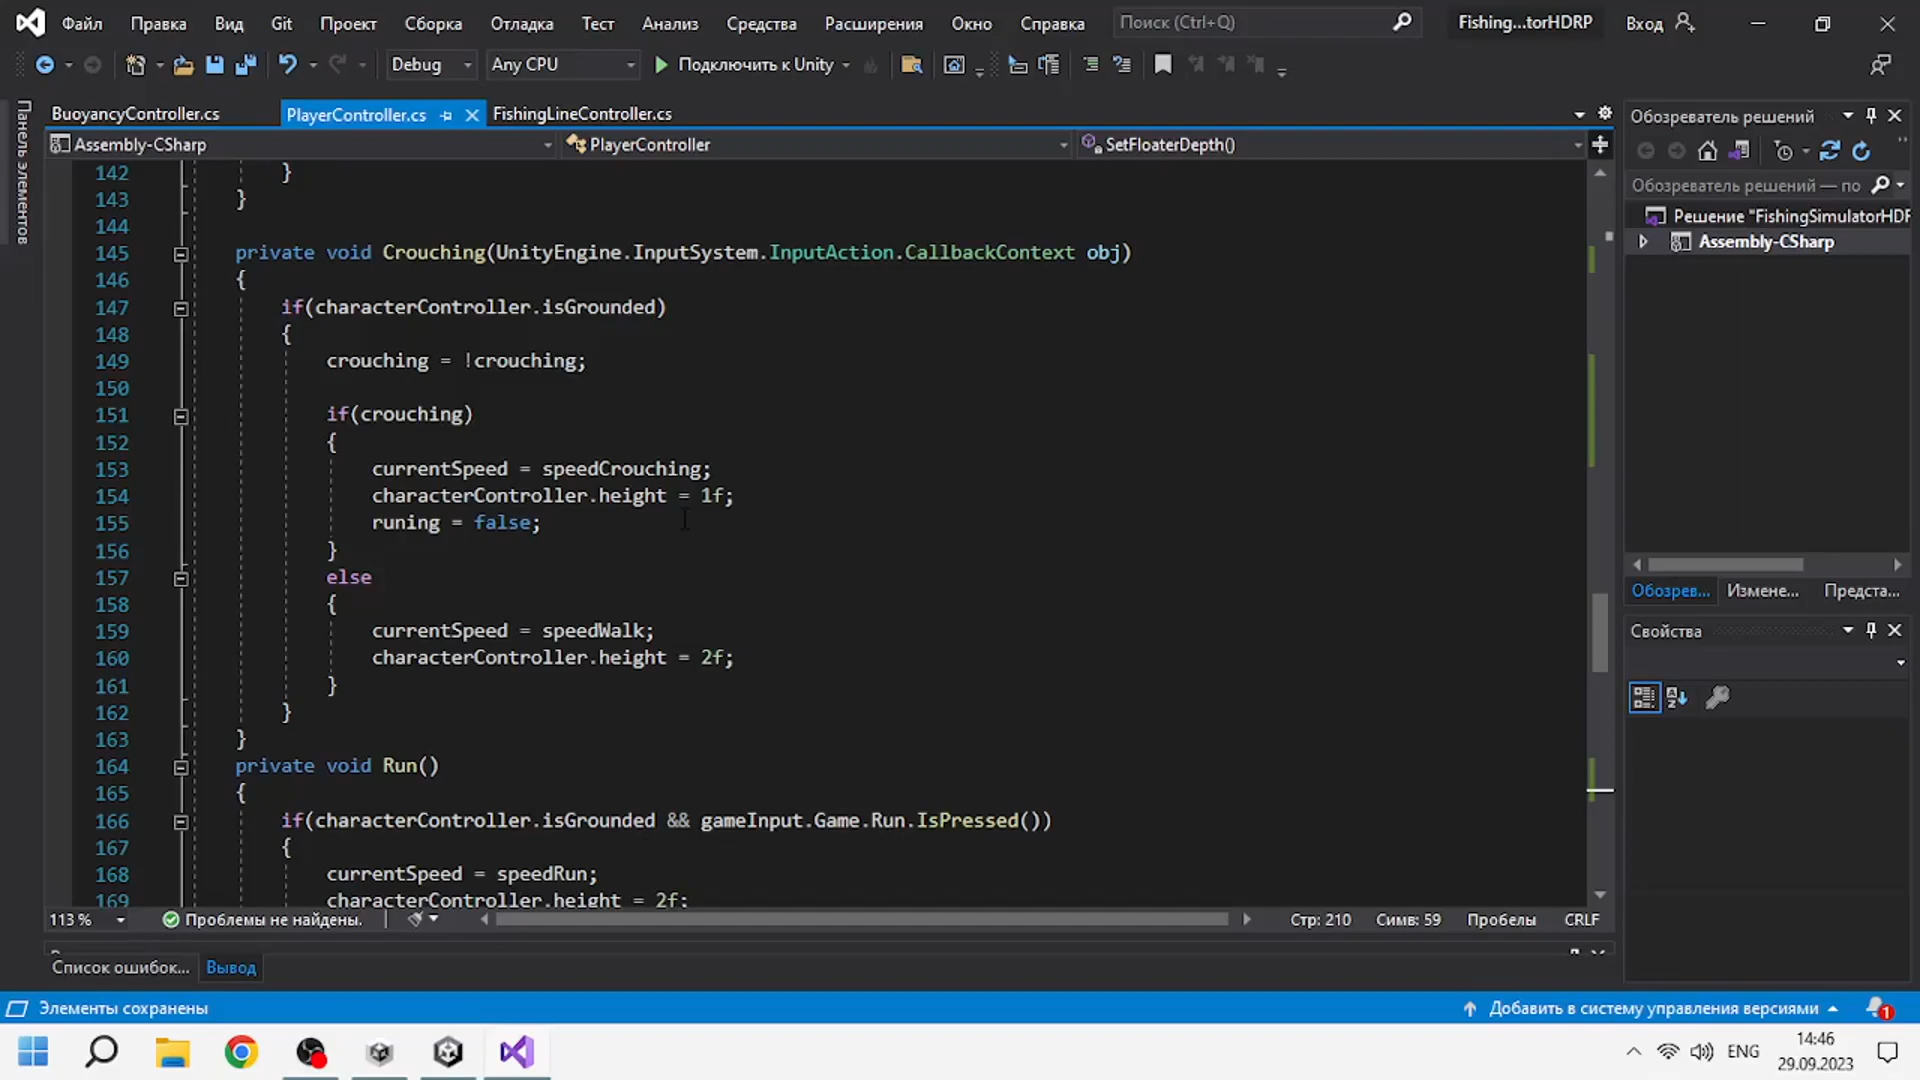 Файл Правка Вид Git Проект Сборка Отладка Тест Анализ Средства Расширения Окно Справка Поиск (Ctrl+Q) Fishing...torHDRP Вход
Debug Any CPU Подключить к Unity
Панель элементов
BuoyancyController.cs PlayerController.cs FishingLineController.cs
Assembly-CSharp PlayerController SetFloaterDepth()
142 }
143 }
144
145 private void Crouching(UnityEngine.InputSystem.InputAction.CallbackContext obj)
146 {
147 if(characterController.isGrounded)
148 {
149 crouching = !crouching;
150
151 if(crouching)
152 {
153 currentSpeed = speedCrouching;
154 characterController.height = 1f;
155 runing = false;
156 }
157 else
158 {
159 currentSpeed = speedWalk;
160 characterController.height = 2f;
161 }
162 }
163 }
164 private void Run()
165 {
166 if(characterController.isGrounded && gameInput.Game.Run.IsPressed())
167 {
168 currentSpeed = speedRun;
169 characterController.height = 2f;
113 % Проблемы не найдены. Стр: 210 Симв: 59 Пробелы CRLF
Список ошибок... Вывод
Обозреватель решений
Обозреватель решений — по
Решение "FishingSimulatorHDR
Assembly-CSharp
Обозрев... Измене... Предста...
Свойства
Элементы сохранены Добавить в систему управления версиями 1
ENG 14:46
29.09.2023